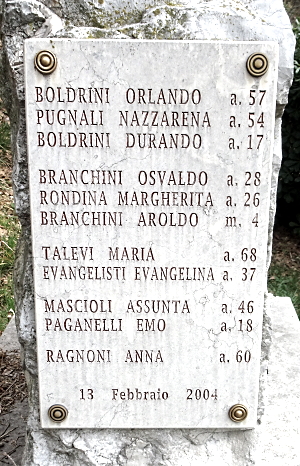 BOLDRINI ORLANDO a. 57
PUGNALI NAZZARENA a. 54
BOLDRINI DURANDO a. 17
BRANCHINI OSVALDO a. 28
RONDINA MARGHERITA a. 26
BRANCHINI AROLDO m. 4
TALEVI MARIA a. 68
EVANGELISTI EVANGELINA a. 37
MASCIOLI ASSUNTA a. 46
PAGANELLI EMO a. 18
RAGNONI ANNA a. 60
13 Febbraio 2004